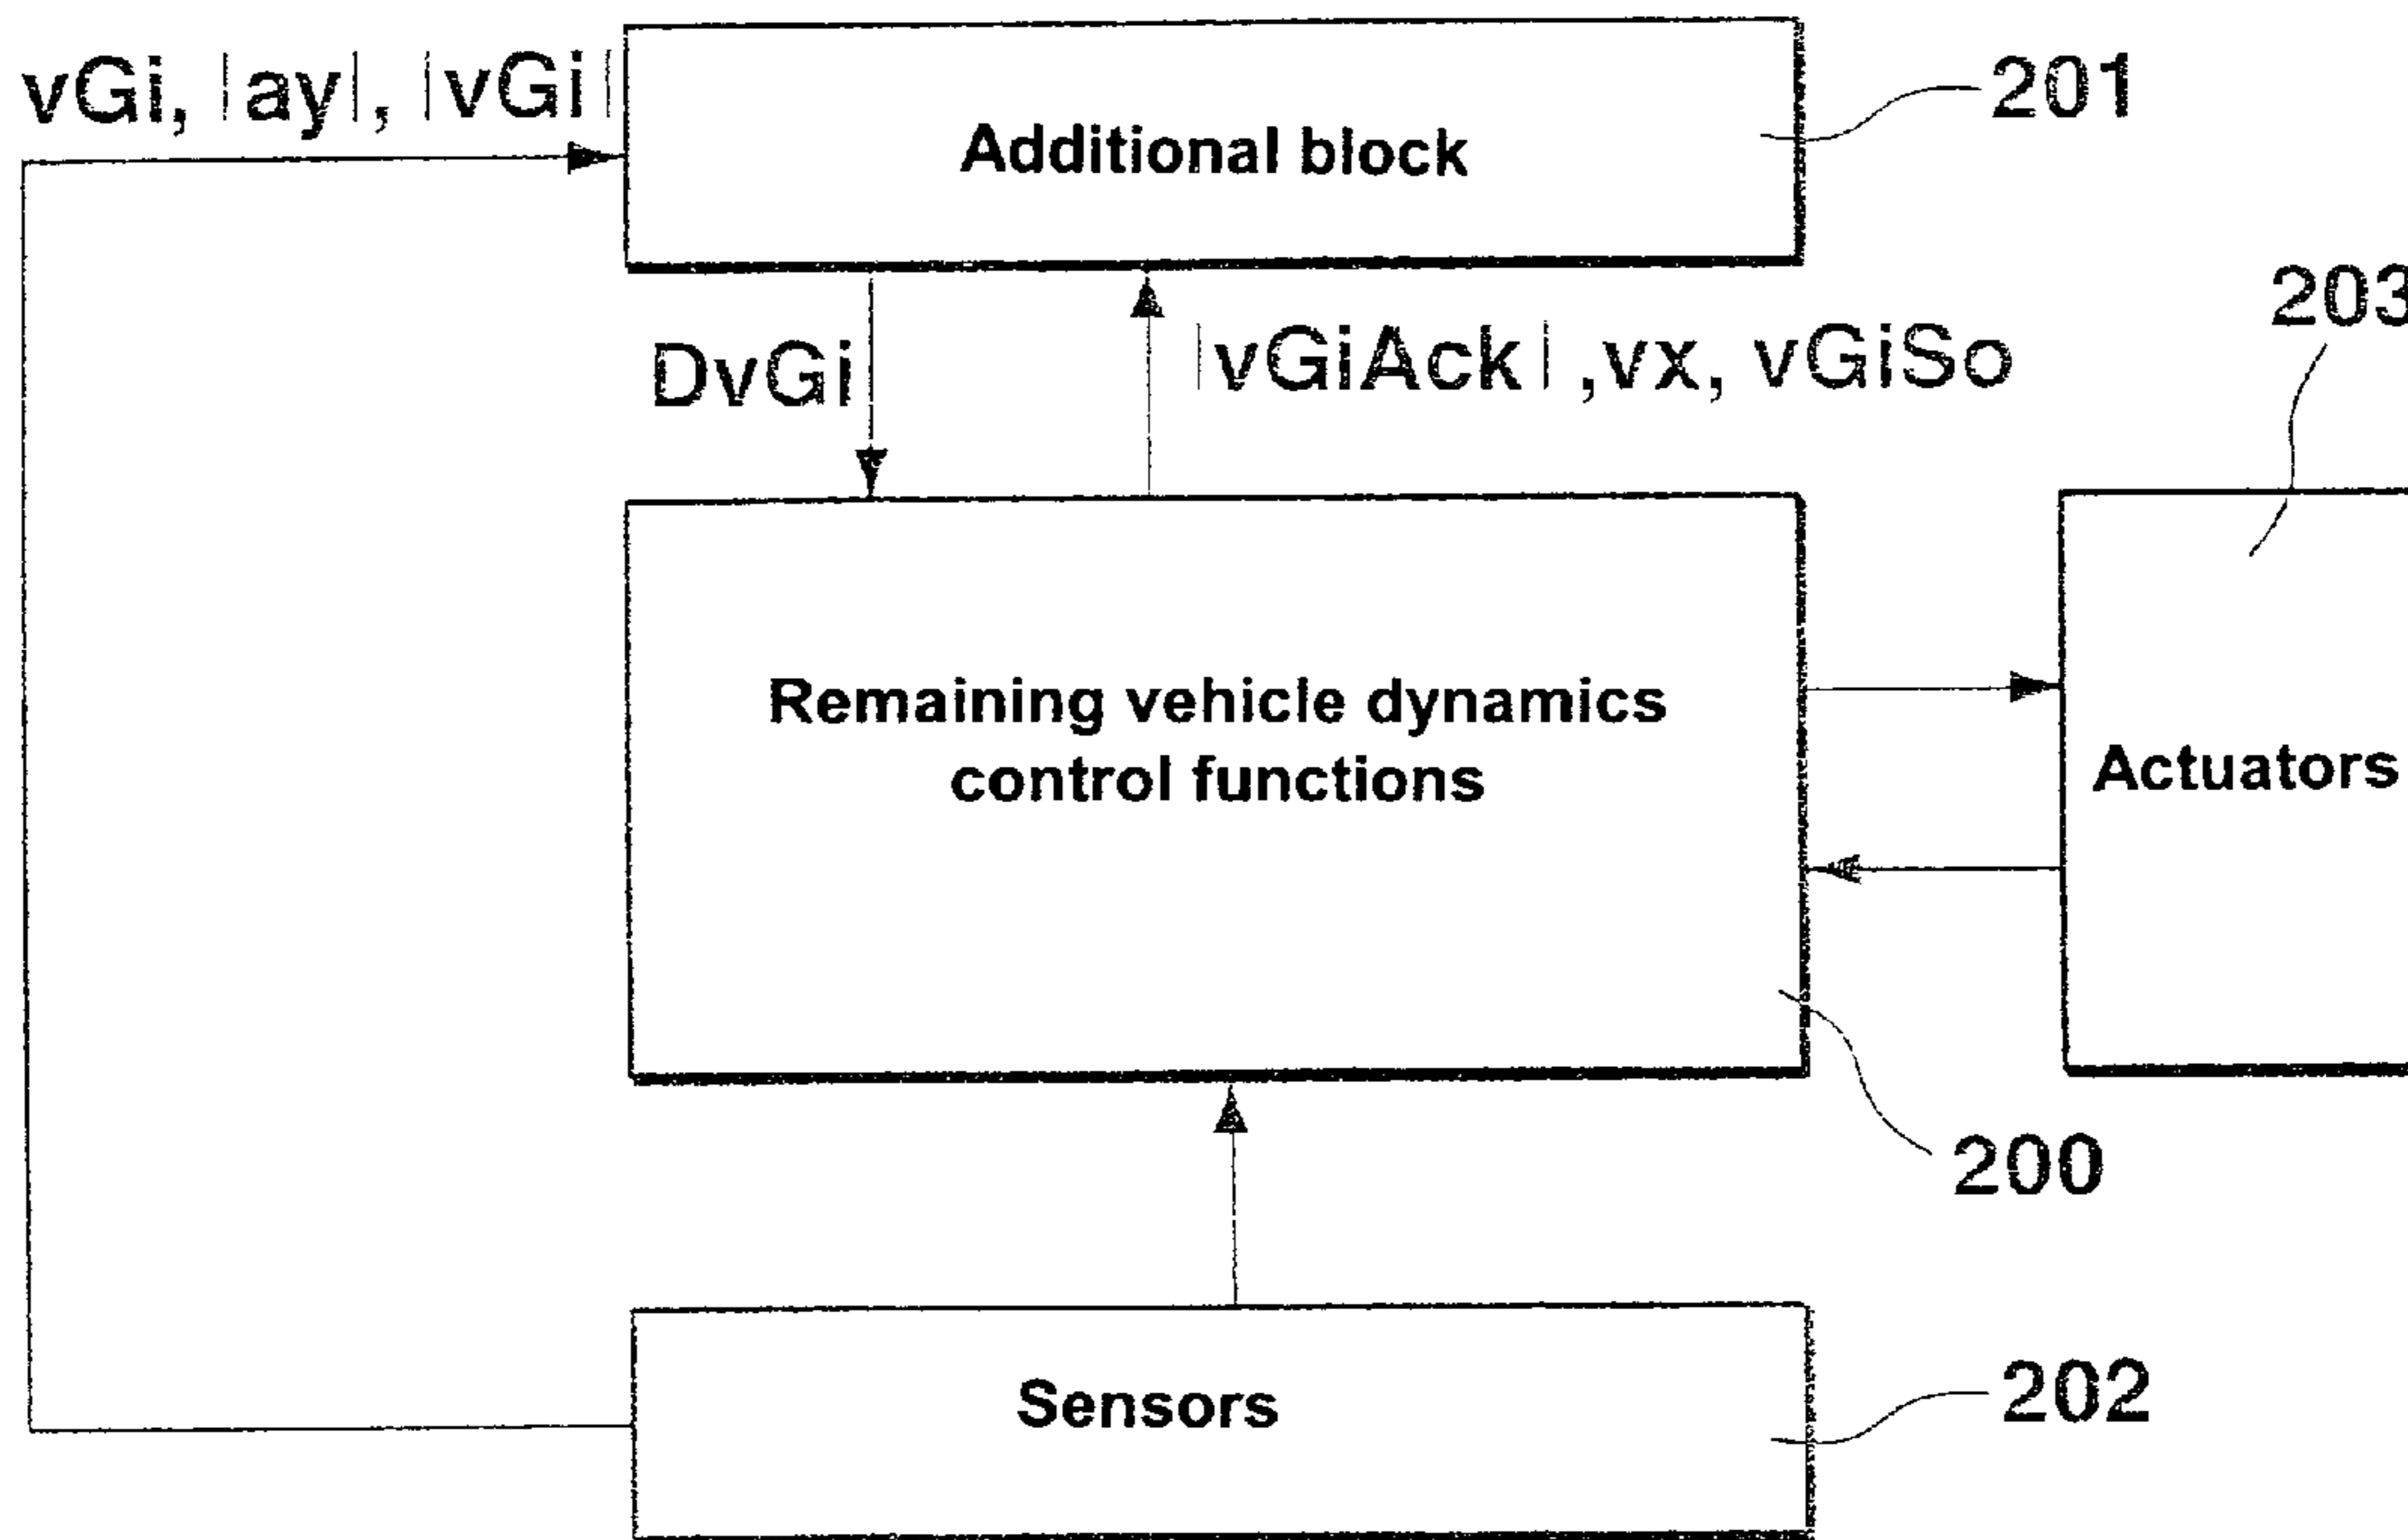 vGi, |ay|, |vGi|
201
Additional block
203
DvGi
|vGiAck| ,vx, vGiSo
Remaining vehicle dynamics
control functions
Actuators
200
Sensors
202